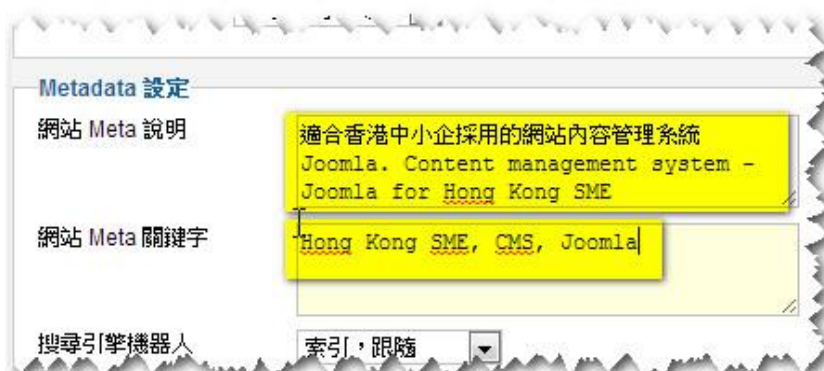 Metadata 設定
網站 Meta 說明
適合香港中小企採用的網站內容管理系統
Joomla. Content management system -
Joomla for Hong Kong SME
網站 Meta 關鍵字
Hong Kong SME, CMS, Joomla
搜尋引擎機器人
索引，跟隨